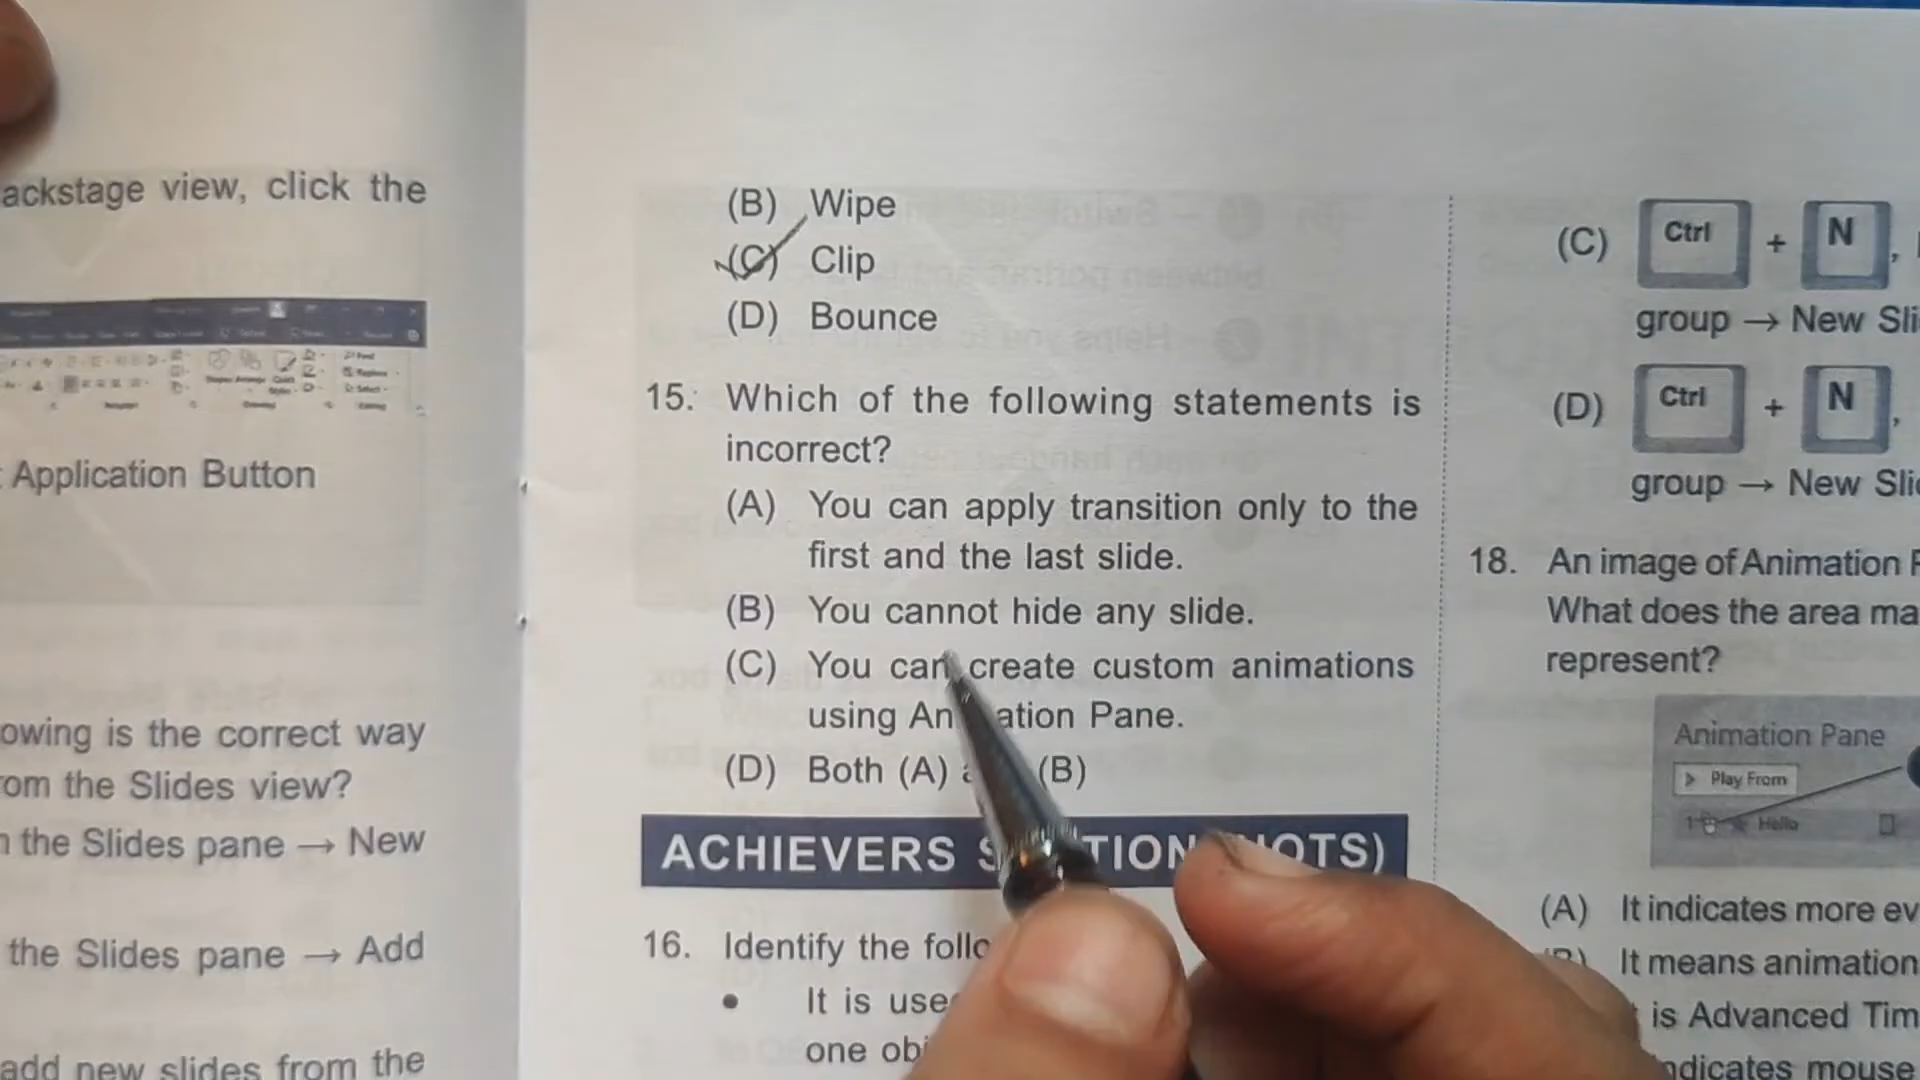 ackstage view, click the
Application Button
owing is the correct way
om the Slides view?
the Slides pane → New
the Slides pane → Add
add new slides from the
(B) Wipe
(C) Clip
(D) Bounce
15. Which of the following statements is
incorrect?
(A) You can apply transition only to the
first and the last slide.
(B) You cannot hide any slide.
(C) You can create custom animations
using An ation Pane.
(D) Both (A) (B)
ACHIEVERS S TION HOTS)
16. Identify the follo
• It is use
one obj
(C) Ctrl + N,
group → New Sli
(D) Ctrl + N,
group → New Slid
18. An image of Animation P
What does the area ma
represent?
Animation Pane
Play From
1 Hello
(A) It indicates more ev
(B) It means animation
is Advanced Tim
ndicates mouse